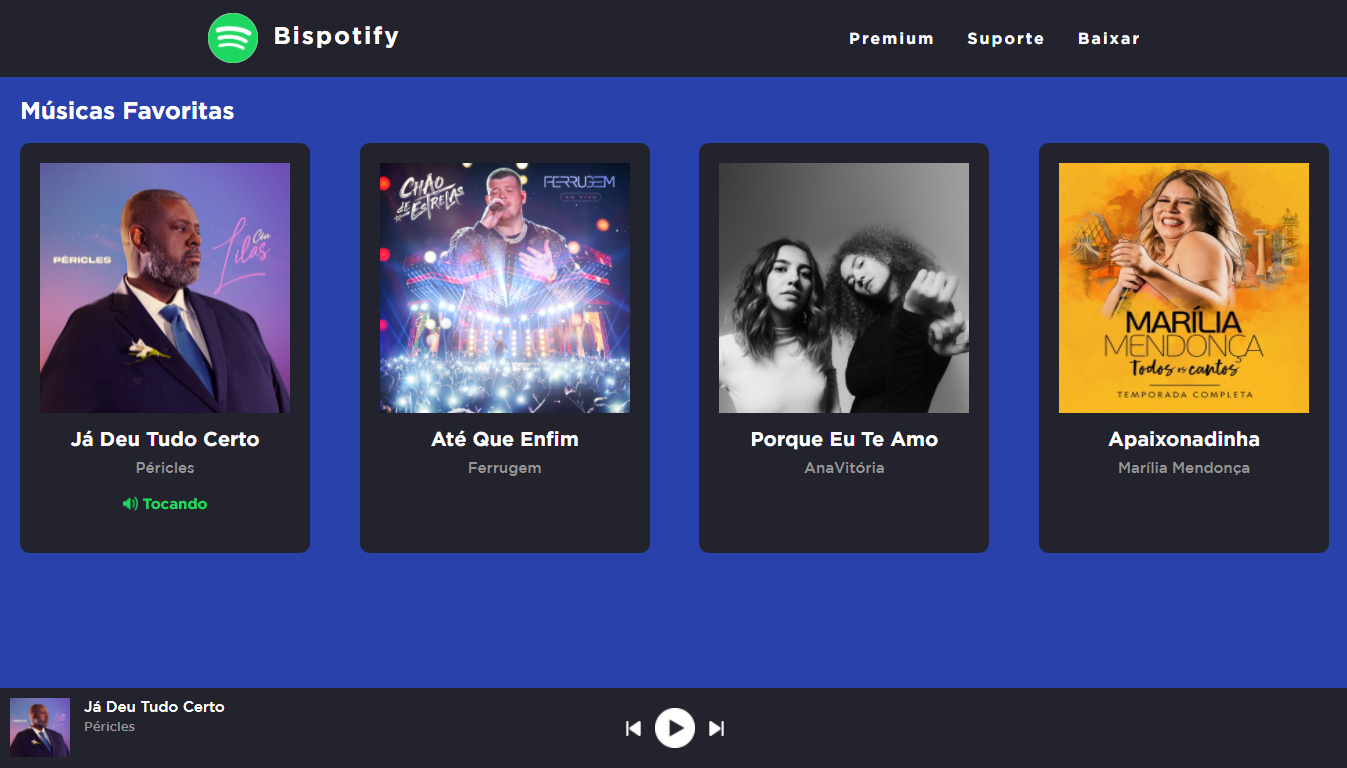 Bispotify
Premium
Suporte
Baixar
Músicas Favoritas
PÉRICLES
Com
Lilás
CHÃO
de ESTRELAS
FERRUGEM
AO VIVO
MARÍLIA
MENDONÇA
Todos os cantos
TEMPORADA COMPLETA
Já Deu Tudo Certo
Péricles
Tocando
Até Que Enfim
Ferrugem
Porque Eu Te Amo
AnaVitória
Apaixonadinha
Marília Mendonça
Já Deu Tudo Certo
Péricles